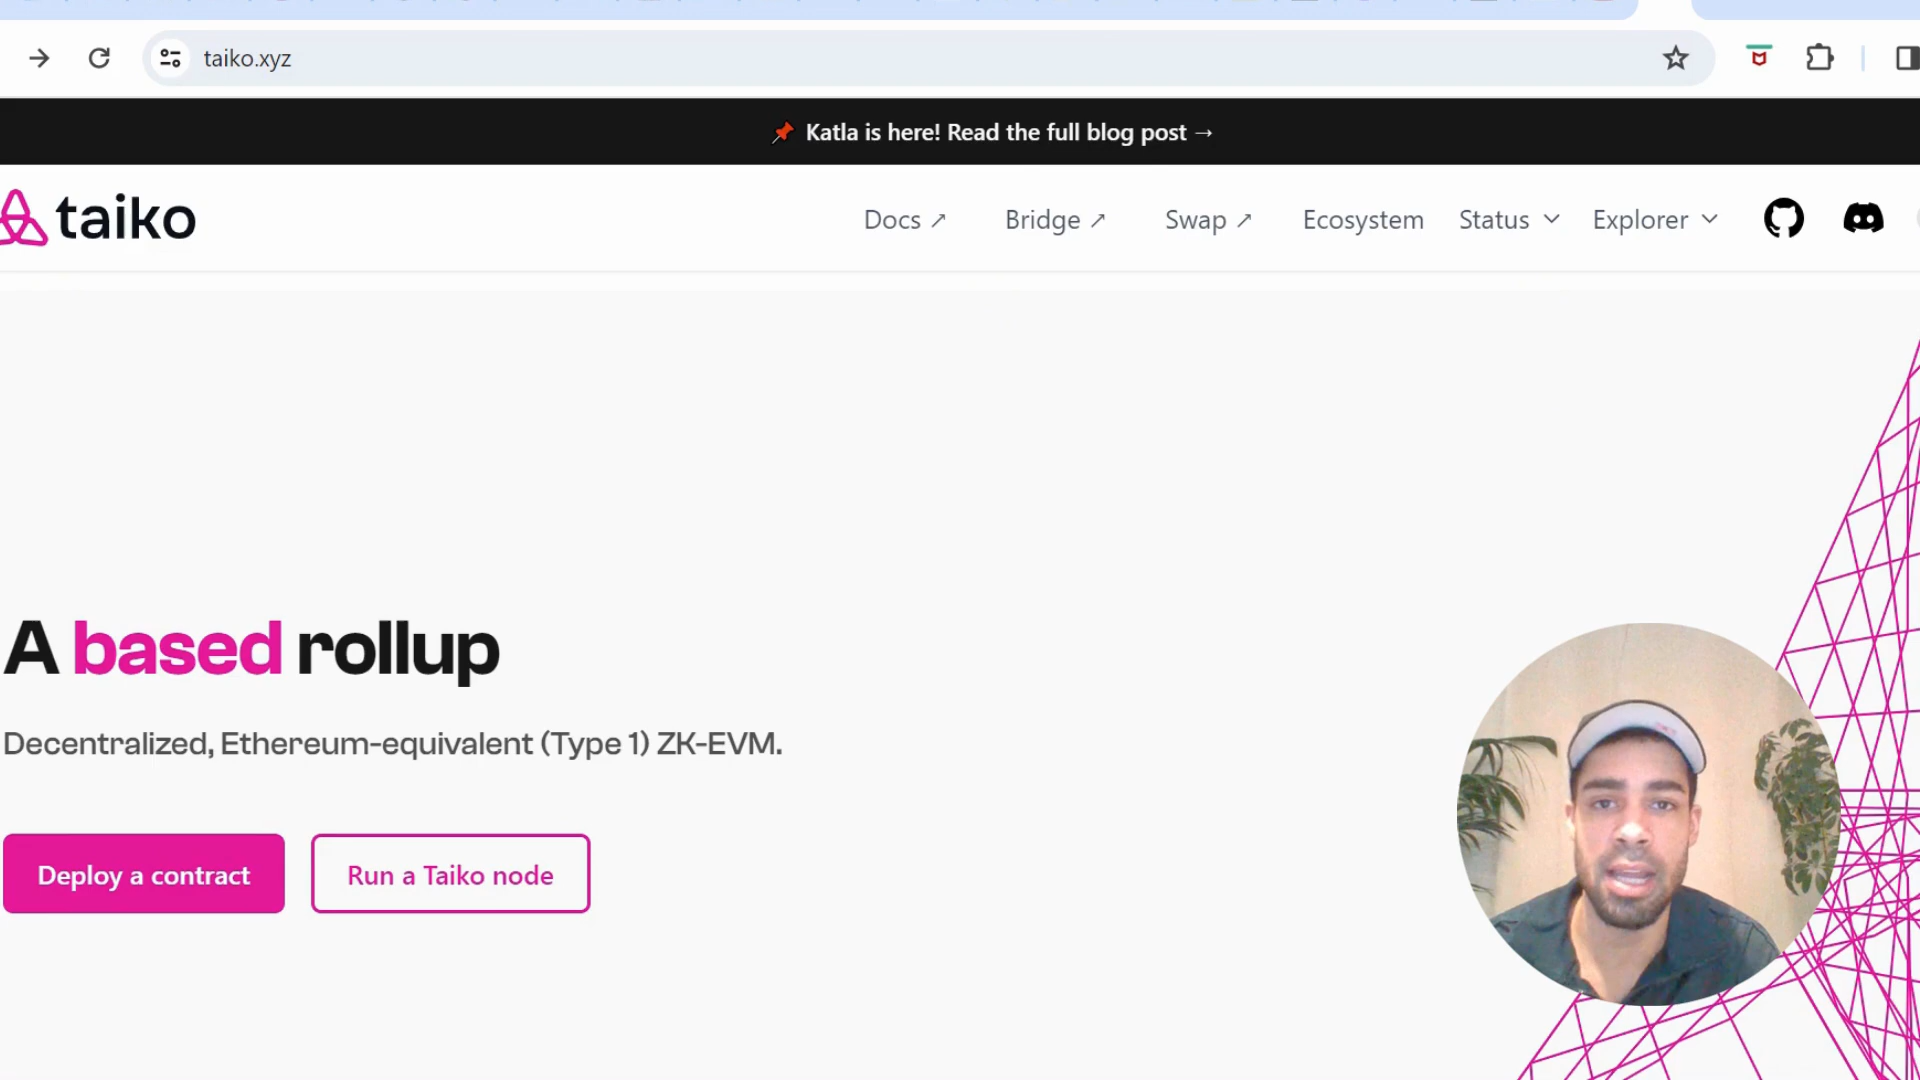 taiko.xyz
Katla is here! Read the full blog post →
taiko
Docs ↗ Bridge ↗ Swap ↗ Ecosystem Status Explorer
A based rollup
Decentralized, Ethereum-equivalent (Type 1) ZK-EVM.
Deploy a contract Run a Taiko node